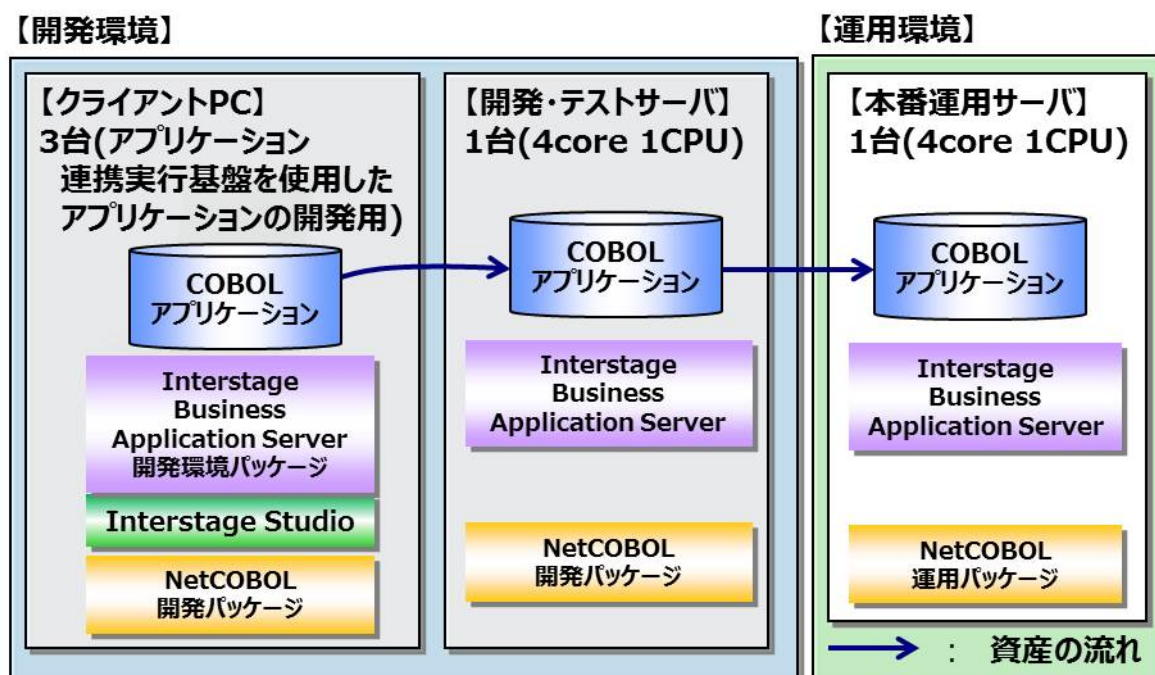 【開発環境】
【クライアントPC】
3台(アプリケーション
連携実行基盤を使用した
アプリケーションの開発用)
COBOL
アプリケーション
Interstage
Business
Application Server
開発環境パッケージ
Interstage Studio
NetCOBOL
開発パッケージ
【開発・テストサーバ】
1台(4core 1CPU)
COBOL
アプリケーション
Interstage
Business
Application Server
NetCOBOL
開発パッケージ
【運用環境】
【本番運用サーバ】
1台(4core 1CPU)
COBOL
アプリケーション
Interstage
Business
Application Server
NetCOBOL
運用パッケージ
： 資産の流れ